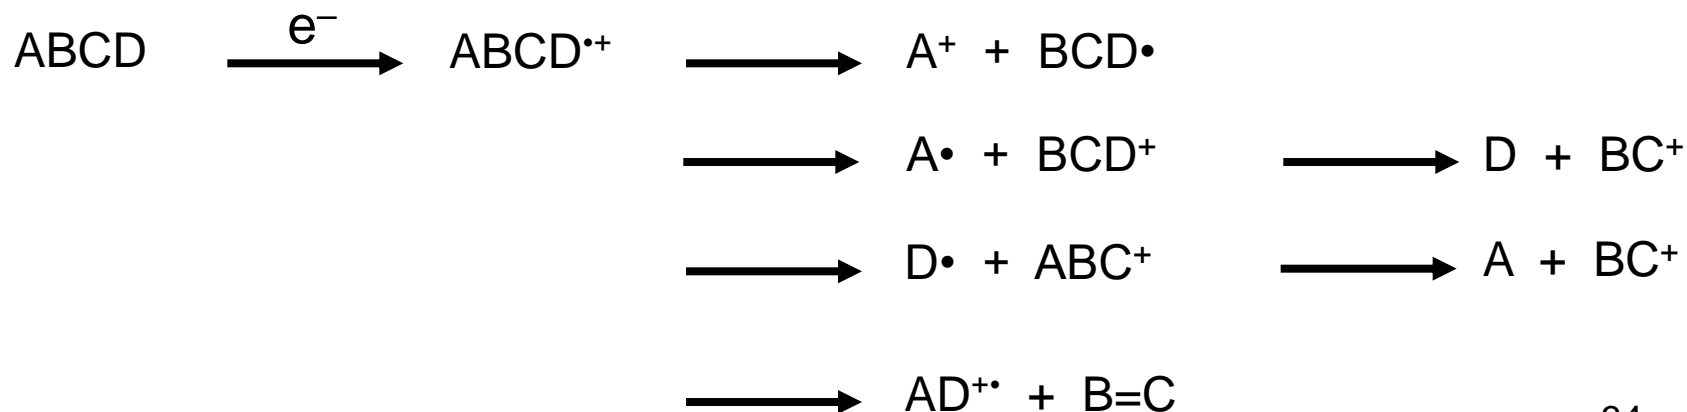 e⁻
ABCD ABCD•⁺ A⁺ + BCD•
A• + BCD⁺ D + BC⁺
D• + ABC⁺ A + BC⁺
AD⁺• + B=C